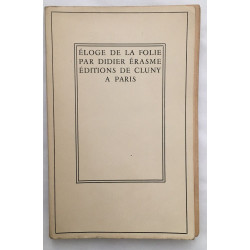 ÉLOGE DE LA FOLIE
PAR DIDIER ÉRASME
ÉDITIONS DE CLUNY
A PARIS